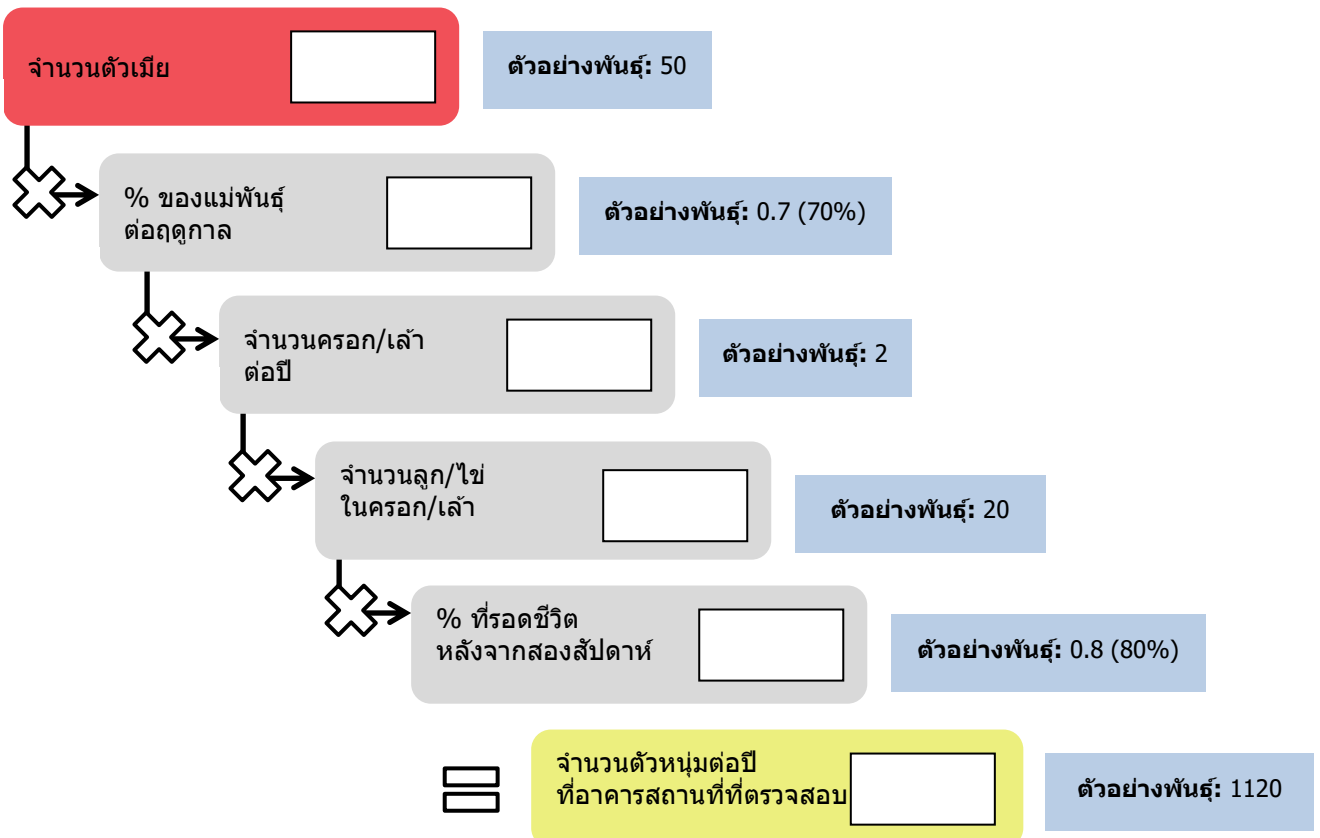 จำนวนตัวเมีย
ตัวอย่างพันธุ์: 50
% ของแม่พันธุ์
ต่อฤดูกาล
ตัวอย่างพันธุ์: 0.7 (70%)
จำนวนครอก/เล้า
ต่อปี
ตัวอย่างพันธุ์: 2
จำนวนลูก/ไข่
ในครอก/เล้า
ตัวอย่างพันธุ์: 20
% ที่รอดชีวิต
หลังจากสองสัปดาห์
ตัวอย่างพันธุ์: 0.8 (80%)
จำนวนตัวหนุ่มต่อปี
ที่อาคารสถานที่ที่ตรวจสอบ
ตัวอย่างพันธุ์: 1120